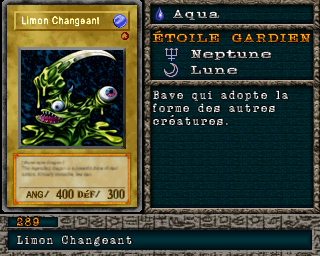 Limon Changeant
ANG/ 400 DÉF/ 300
Aqua
ÉTOILE GARDIEN
Neptune
Lune
Bave qui adopte la
forme des autres
créatures.
289
Limon Changeant